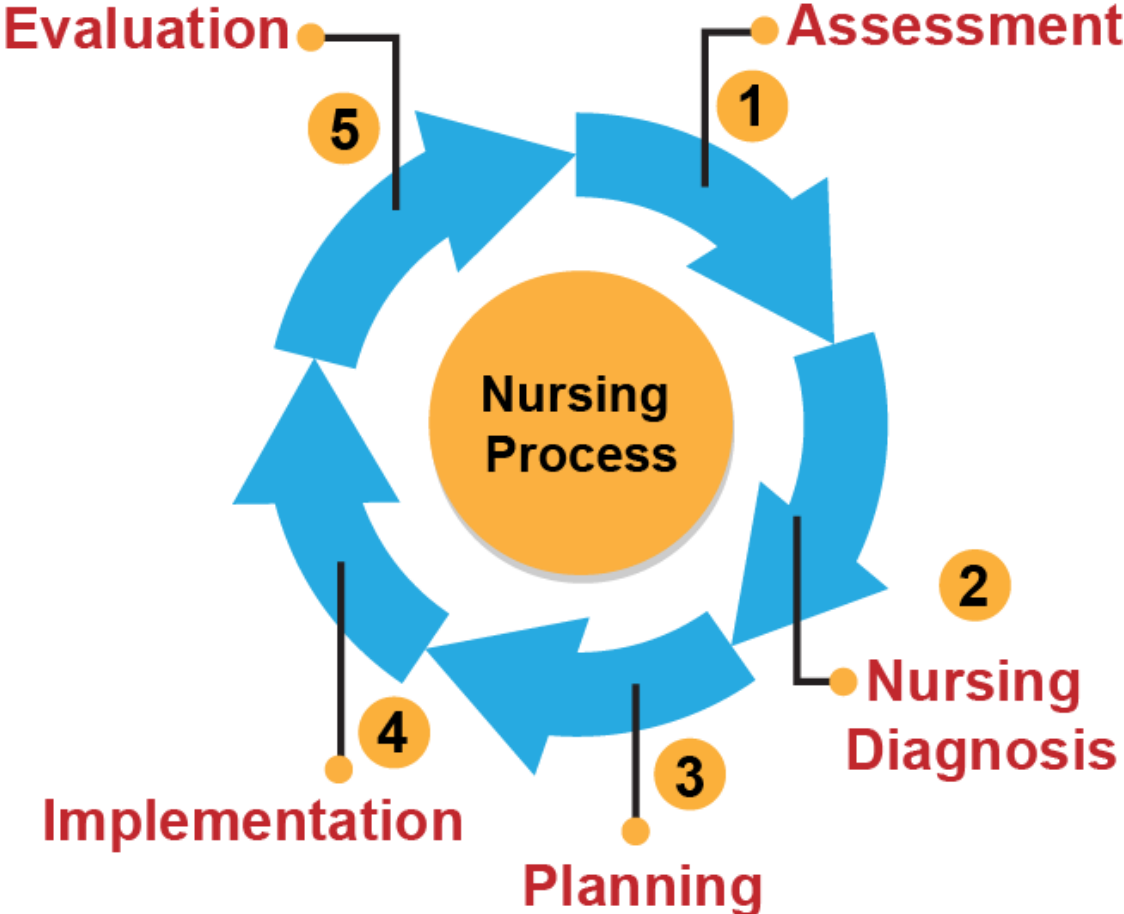 Nursing
Process
1
Assessment
2
Nursing
Diagnosis
3
Planning
4
Implementation
5
Evaluation